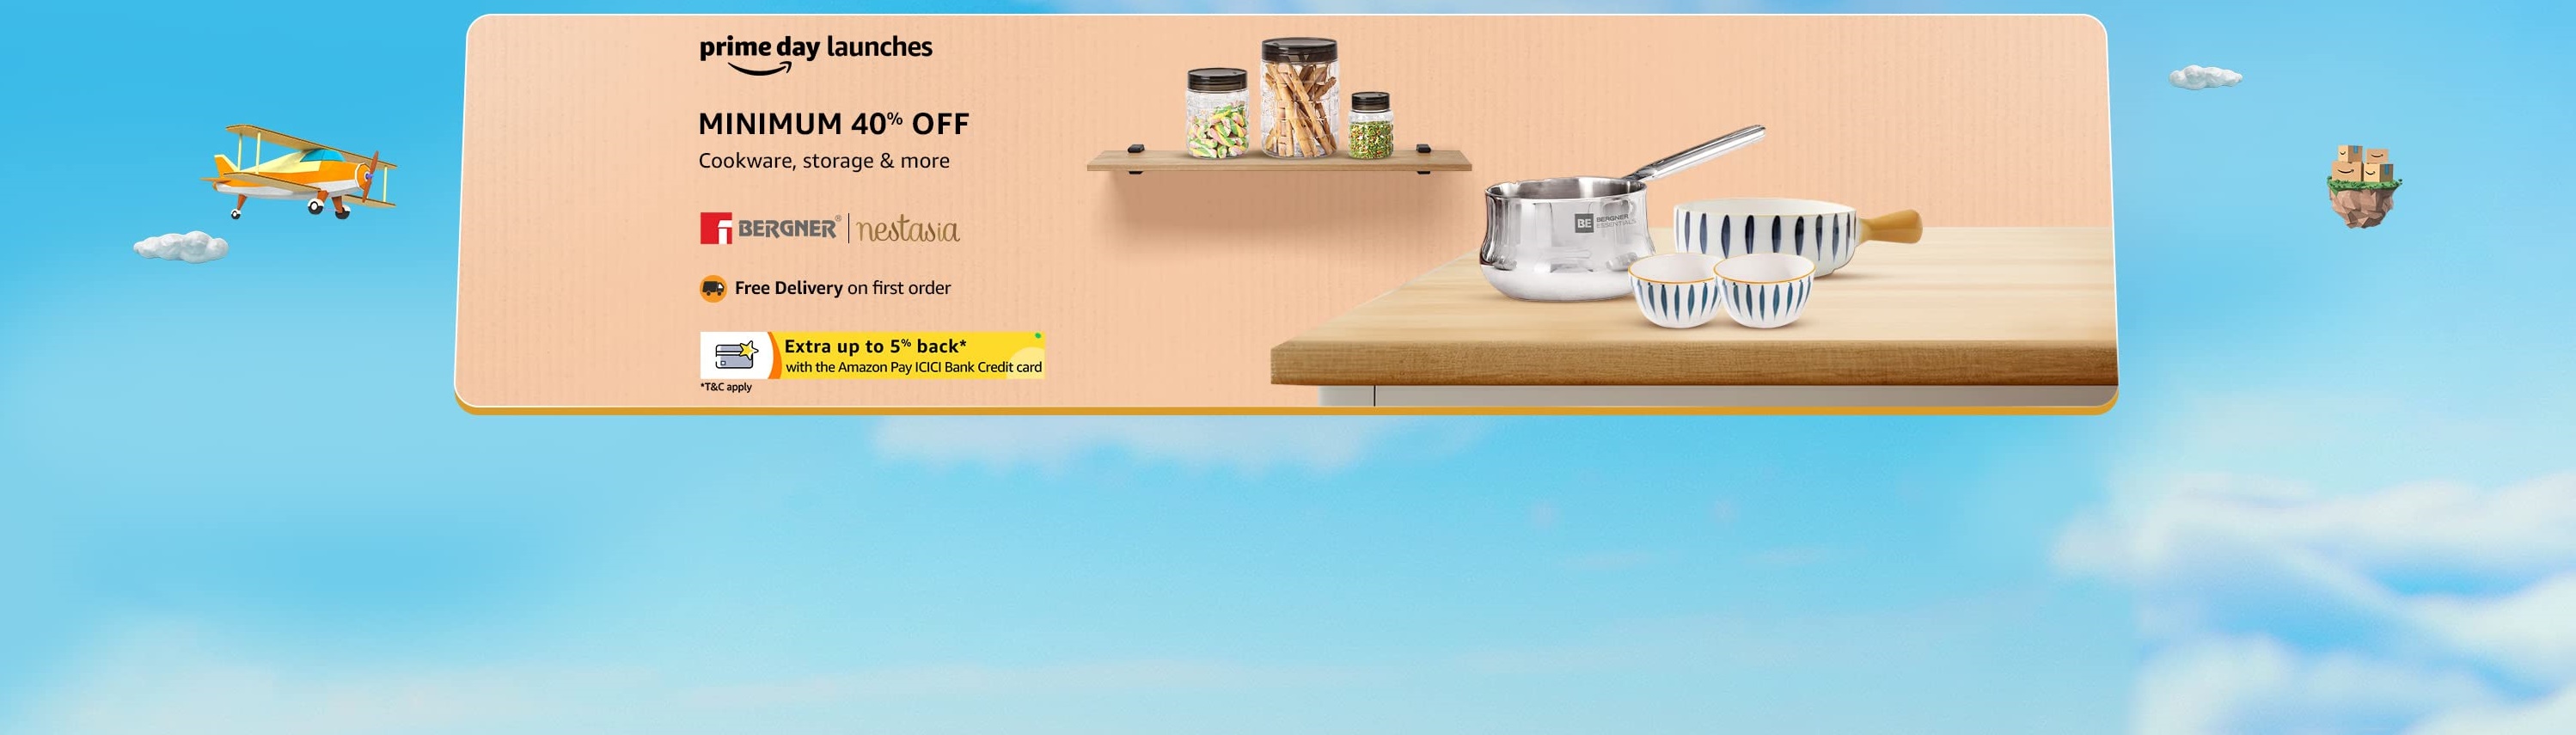 prime day launches
MINIMUM 40% OFF
Cookware, storage & more
BERGNER® | nestasia
Free Delivery on first order
Extra up to 5% back*
with the Amazon Pay ICICI Bank Credit card
*T&C apply
BE BERGNER
ESSENTIALS